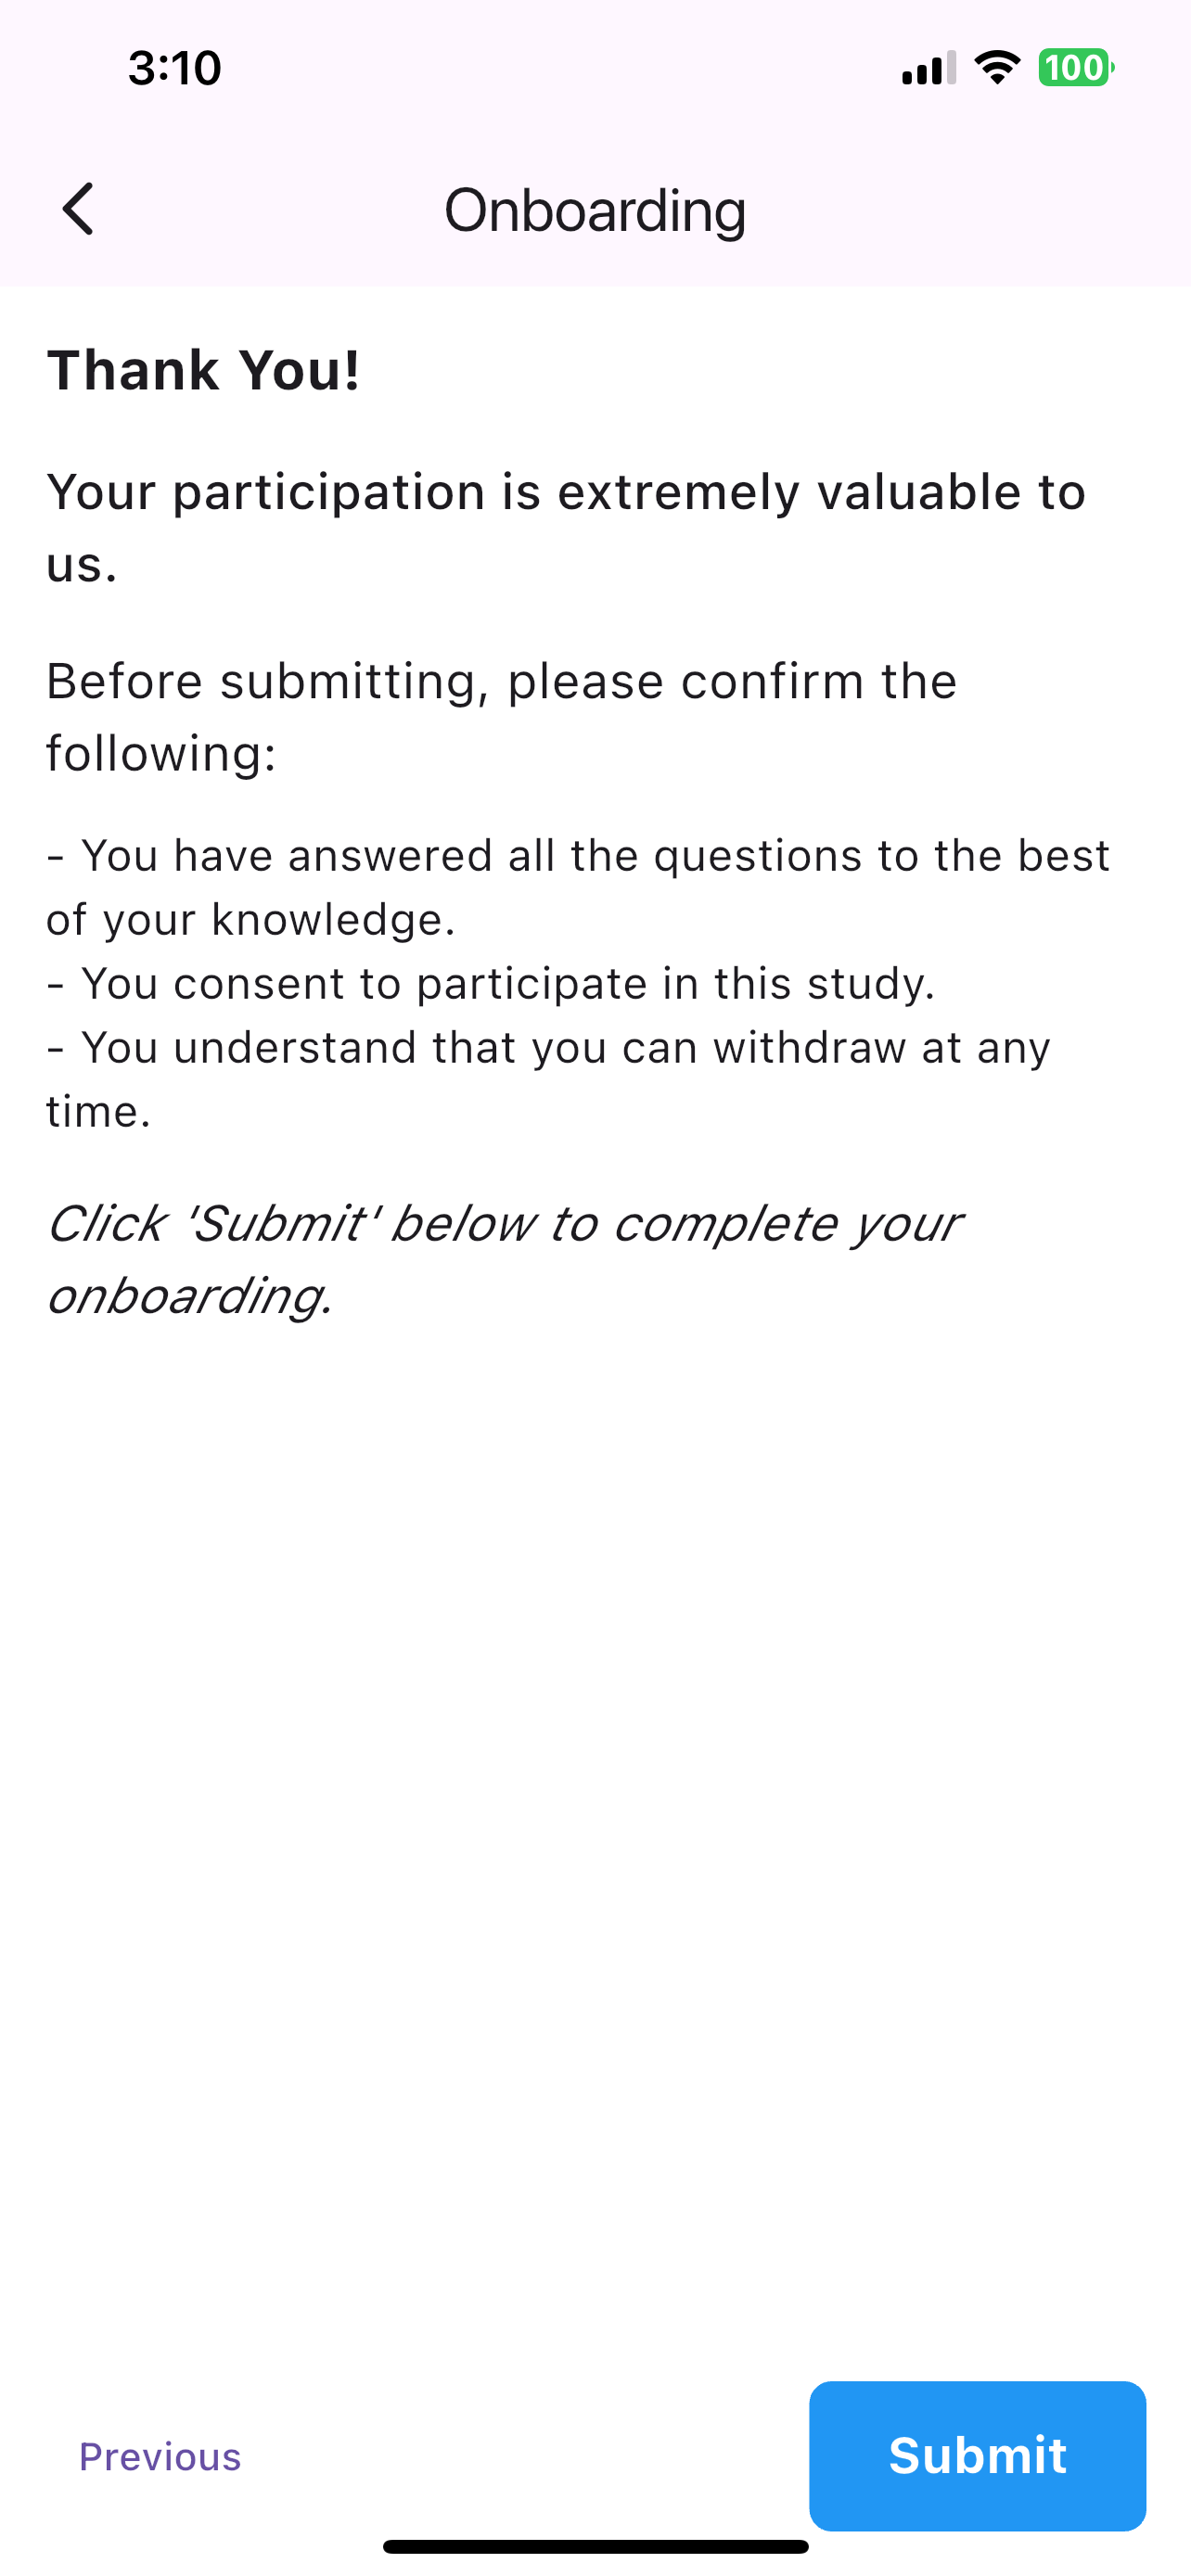 3:10
100
Onboarding
Thank You!
Your participation is extremely valuable to
us.
Before submitting, please confirm the
following:
- You have answered all the questions to the best
of your knowledge.
- You consent to participate in this study.
- You understand that you can withdraw at any
time.
Click 'Submit' below to complete your
onboarding.
Previous
Submit